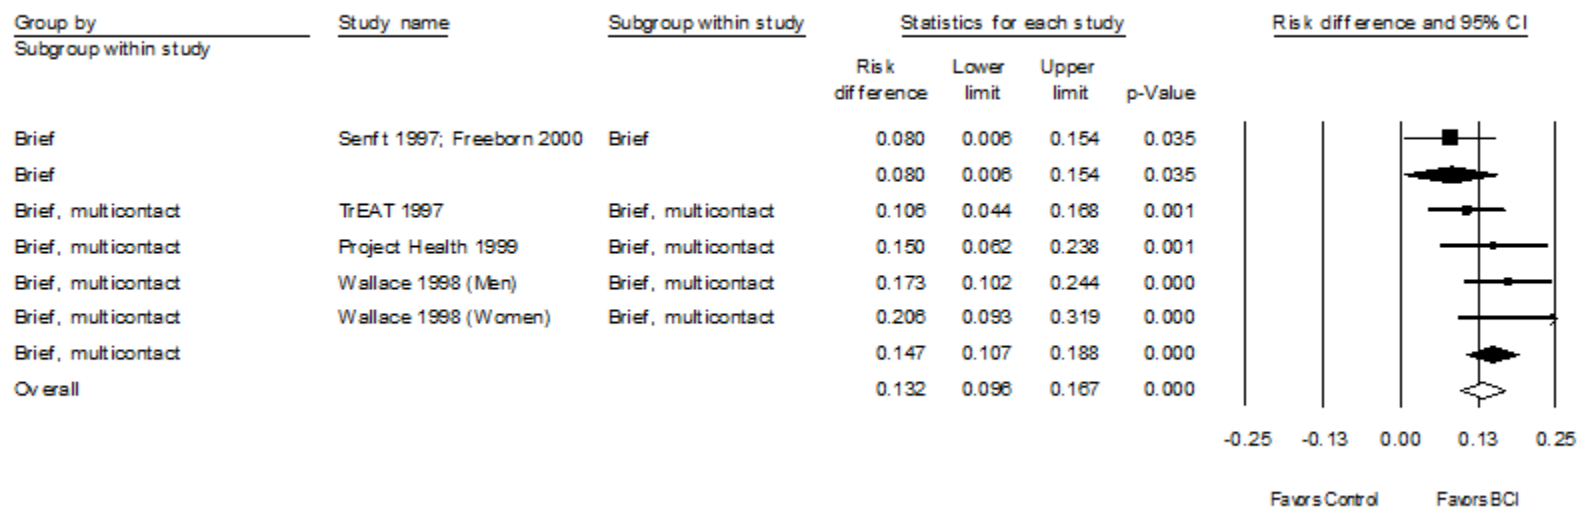 Group by Study name Subgroup within study Statistics for each study Risk difference and 95% CI
Subgroup within study
Risk Lower Upper
difference limit limit p-Value
Brief Senft 1997; Freeborn 2000 Brief 0.080 0.006 0.154 0.035
Brief 0.080 0.006 0.154 0.035
Brief, multicontact TrEAT 1997 Brief, multicontact 0.106 0.044 0.168 0.001
Brief, multicontact Project Health 1999 Brief, multicontact 0.150 0.062 0.238 0.001
Brief, multicontact Wallace 1998 (Men) Brief, multicontact 0.173 0.102 0.244 0.000
Brief, multicontact Wallace 1998 (Women) Brief, multicontact 0.206 0.093 0.319 0.000
Brief, multicontact 0.147 0.107 0.188 0.000
Overall 0.132 0.096 0.167 0.000
-0.25 -0.13 0.00 0.13 0.25
Favors Control Favors BCI